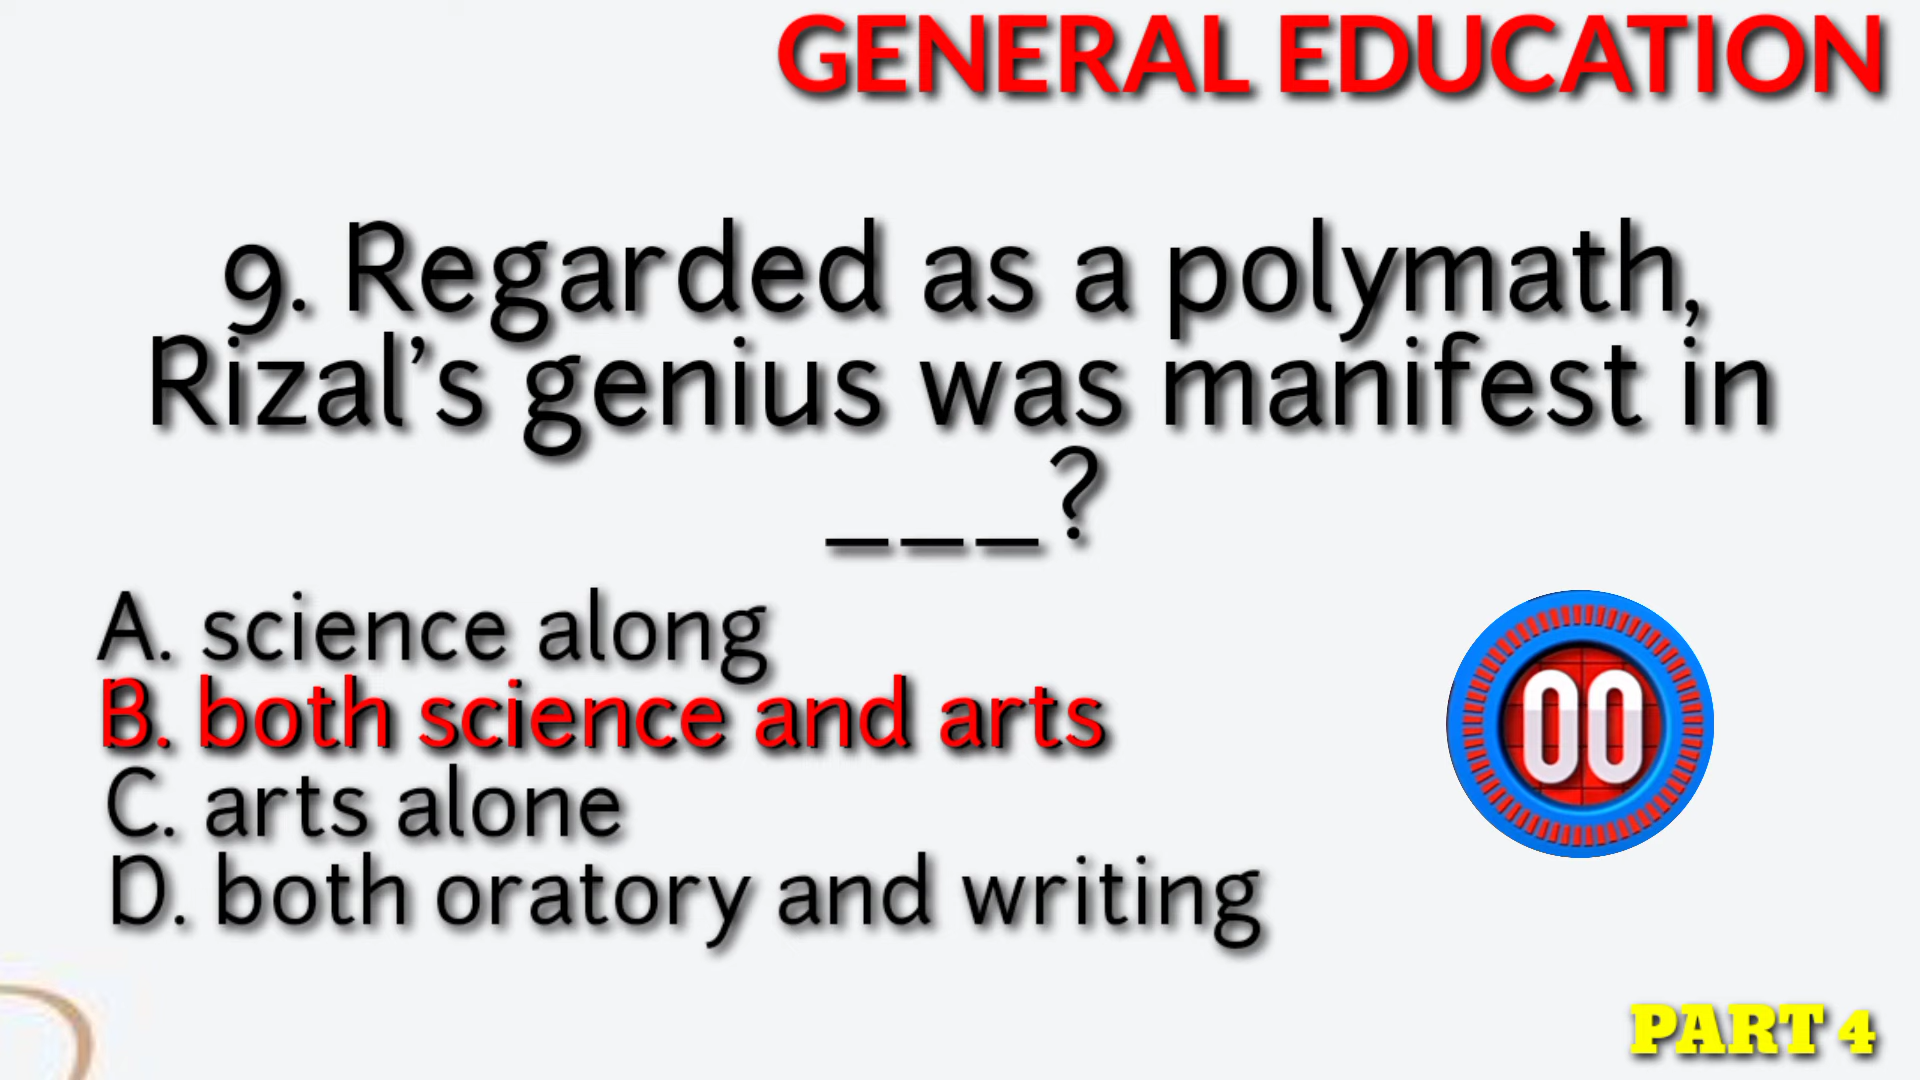 GENERAL EDUCATION
9. Regarded as a polymath,
Rizal’s genius was manifest in
___?
A. science along
B. both science and arts
C. arts alone
D. both oratory and writing
00
PART 4